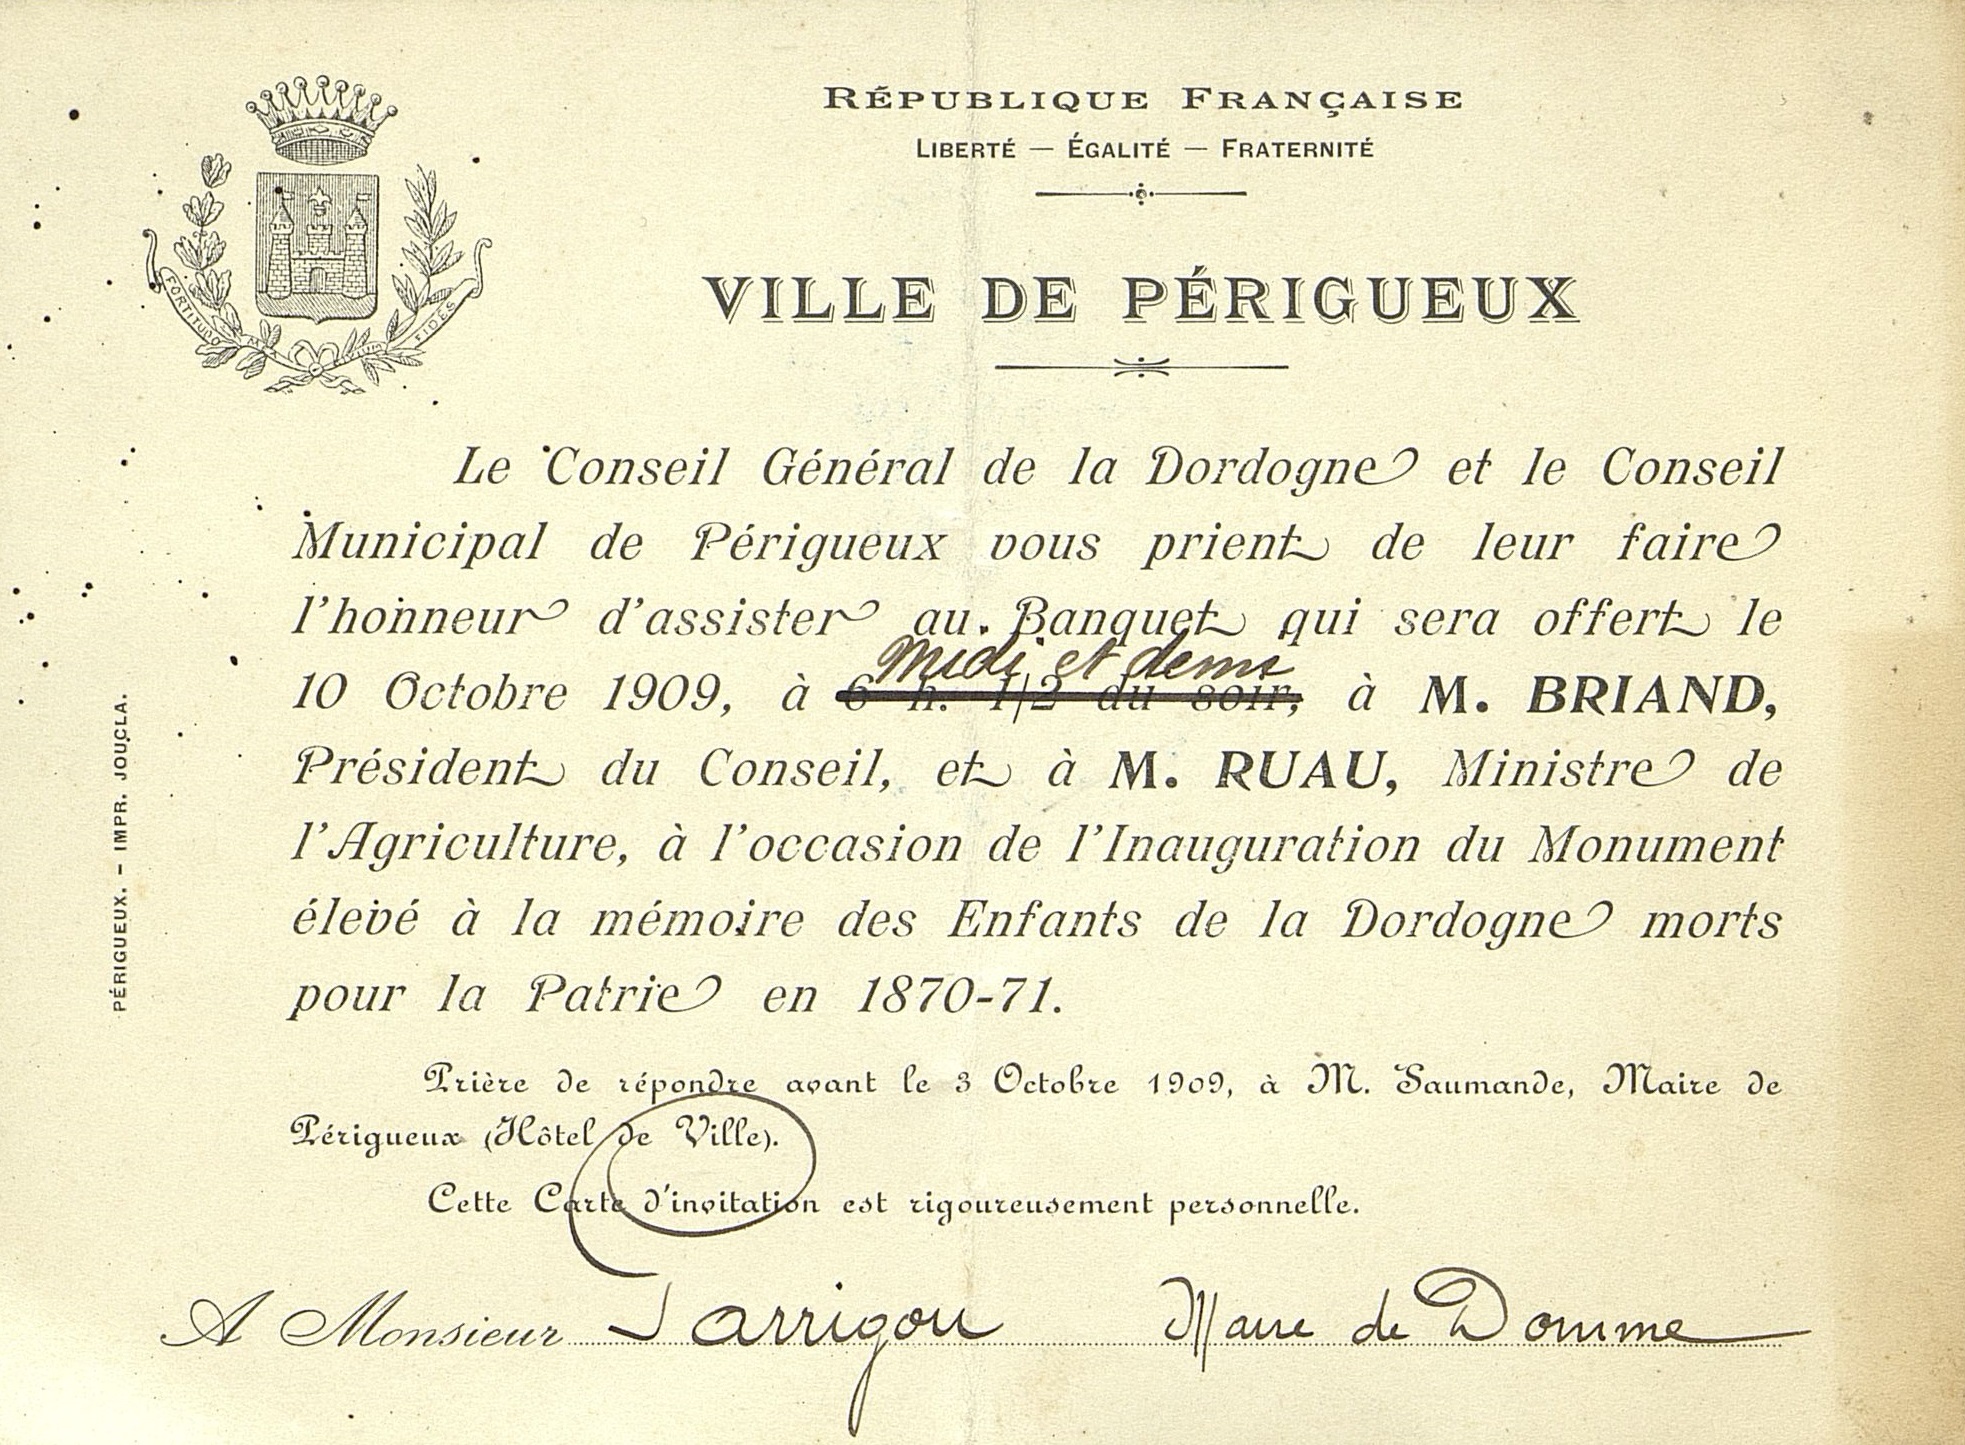 RÉPUBLIQUE FRANÇAISE
LIBERTÉ — ÉGALITÉ — FRATERNITÉ
VILLE DE PÉRIGUEUX
FORTITUDO MEA CIVIUM FIDES
Le Conseil Général de la Dordogne et le Conseil
Municipal de Périgueux vous prient de leur faire
l'honneur d'assister au Banquet qui sera offert le
Midi et demi
10 Octobre 1909, à 6 h. 1/2 du soir, à M. BRIAND,
Président du Conseil, et à M. RUAU, Ministre de
l'Agriculture, à l'occasion de l'Inauguration du Monument
élevé à la mémoire des Enfants de la Dordogne morts
pour la Patrie en 1870-71.
Prière de répondre avant le 3 Octobre 1909, à M. Saumande, Maire de
Périgueux (Hôtel de Ville).
Cette Carte d'invitation est rigoureusement personnelle.
A Monsieur Jarrigou Maire de Domme
PÉRIGUEUX. – IMPR. JOUCLA.